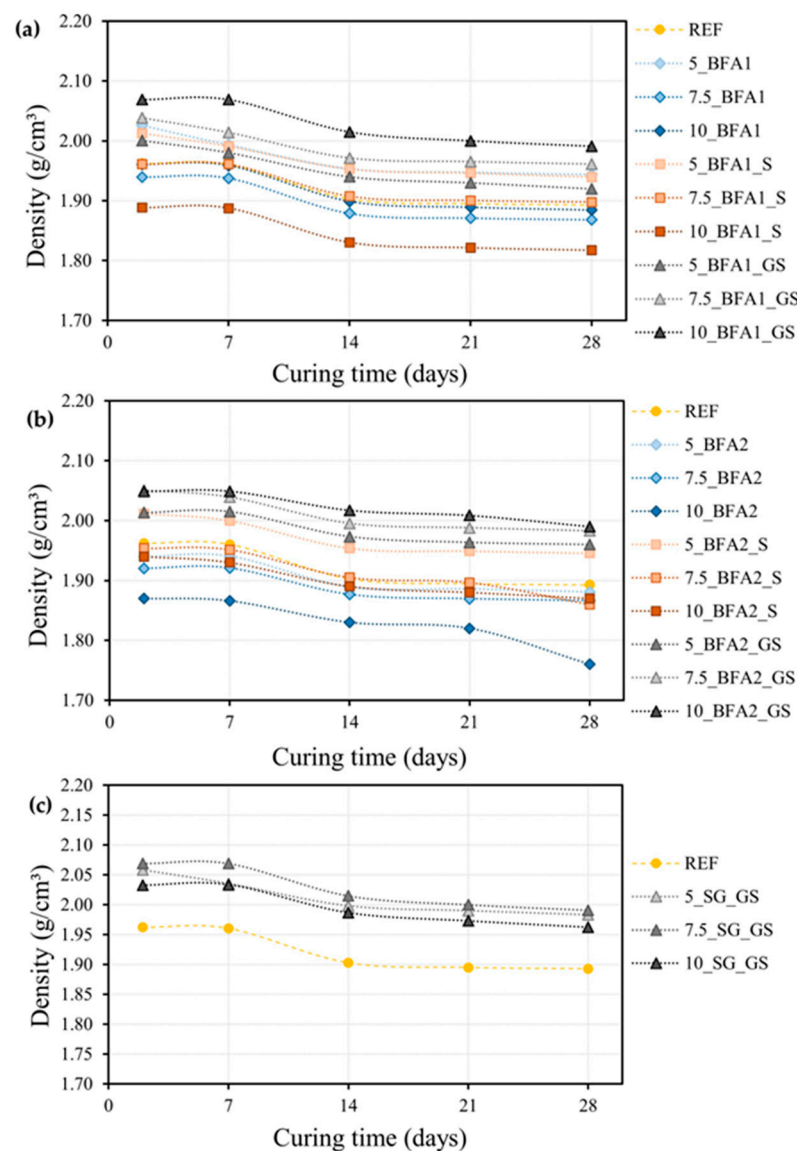 (a)
2.20
2.10
2.00
1.90
1.80
1.70
Density (g/cm³)
0 7 14 21 28
Curing time (days)
REF
5_BFA1
7.5_BFA1
10_BFA1
5_BFA1_S
7.5_BFA1_S
10_BFA1_S
5_BFA1_GS
7.5_BFA1_GS
10_BFA1_GS
(b)
2.20
2.10
2.00
1.90
1.80
1.70
Density (g/cm³)
0 7 14 21 28
Curing time (days)
REF
5_BFA2
7.5_BFA2
10_BFA2
5_BFA2_S
7.5_BFA2_S
10_BFA2_S
5_BFA2_GS
7.5_BFA2_GS
10_BFA2_GS
(c)
2.20
2.15
2.10
2.05
2.00
1.95
1.90
1.85
1.80
1.75
1.70
Density (g/cm³)
0 7 14 21 28
Curing time (days)
REF
5_SG_GS
7.5_SG_GS
10_SG_GS